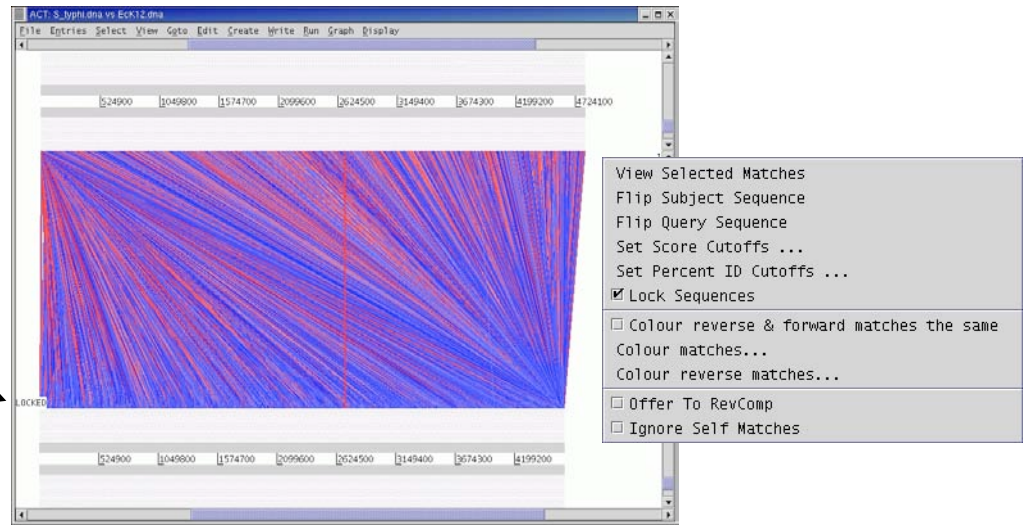 ACT: S_typhi.dna vs EcK12.dna
File Entries Select View Goto Edit Create Write Run Graph Display
524900 1049800 1574700 2099600 2624500 3149400 3674300 4199200 4724100
LOCKED
524900 1049800 1574700 2099600 2624500 3149400 3674300 4199200
View Selected Matches
Flip Subject Sequence
Flip Query Sequence
Set Score Cutoffs ...
Set Percent ID Cutoffs ...
Lock Sequences
Colour reverse & forward matches the same
Colour matches...
Colour reverse matches...
Offer To RevComp
Ignore Self Matches